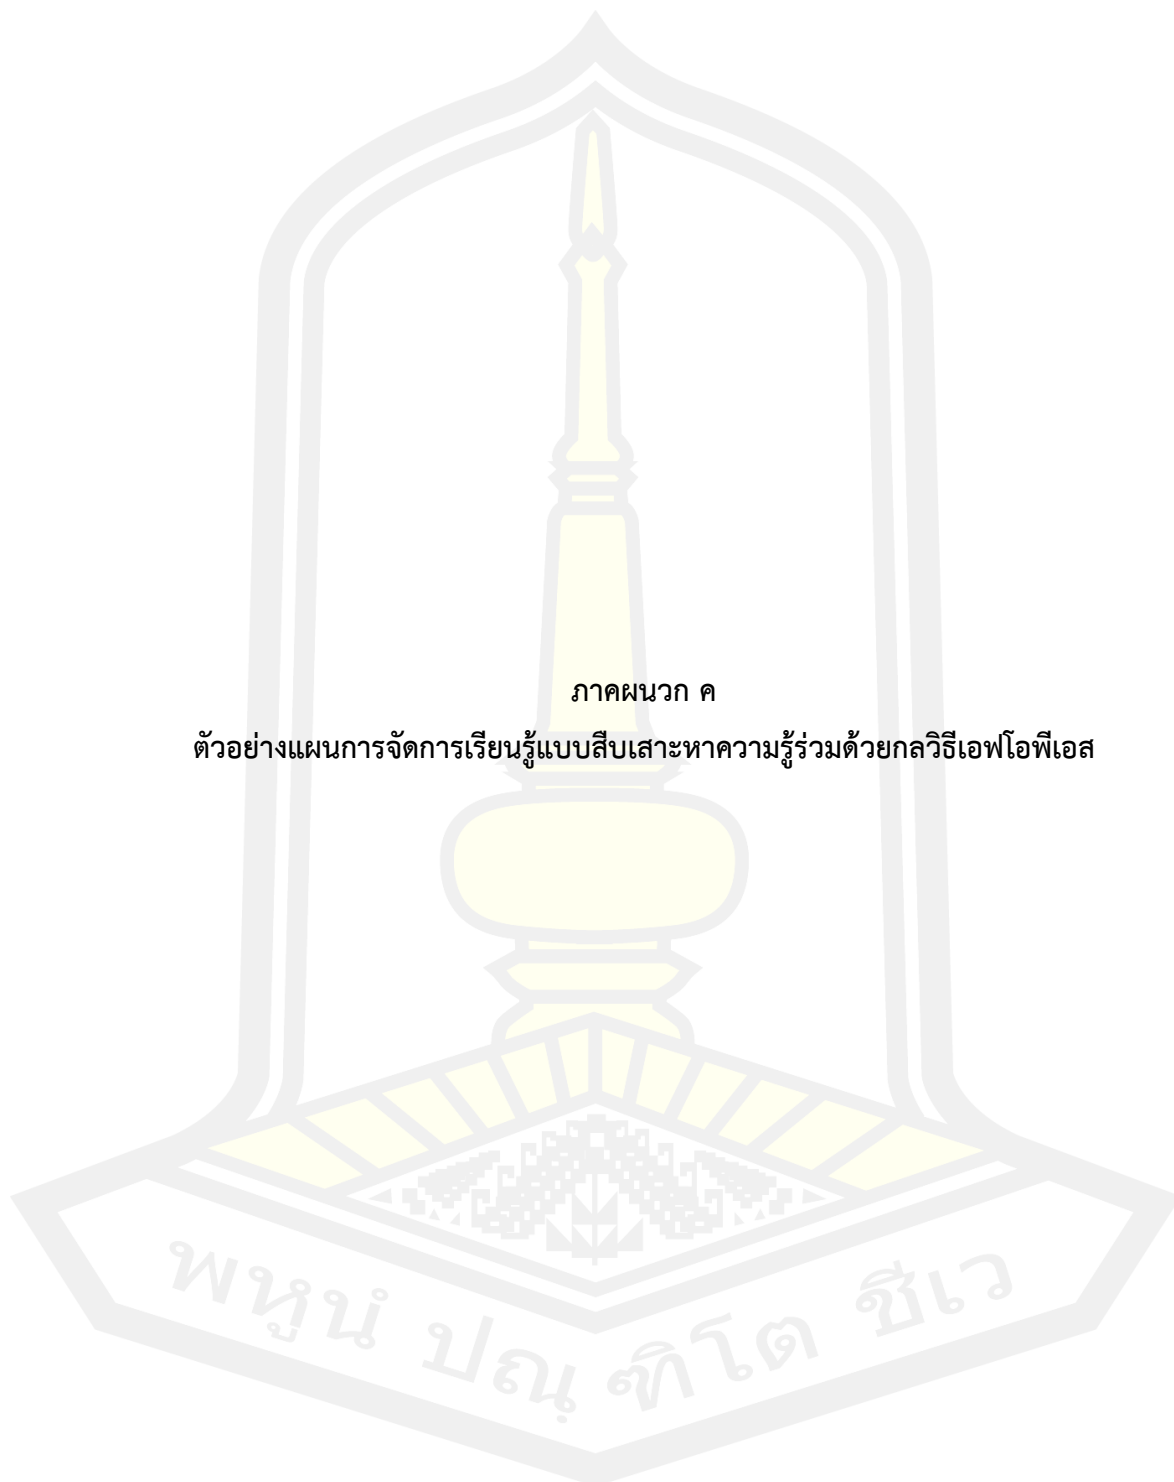 ภาคผนวก ค
ตัวอย่างแผนการจัดการเรียนรู้แบบสืบเสาะหาความรู้ร่วมด้วยกลวิธีเอฟโอพีเอส
พหูนํ ปณฺฑิโต ชีเว